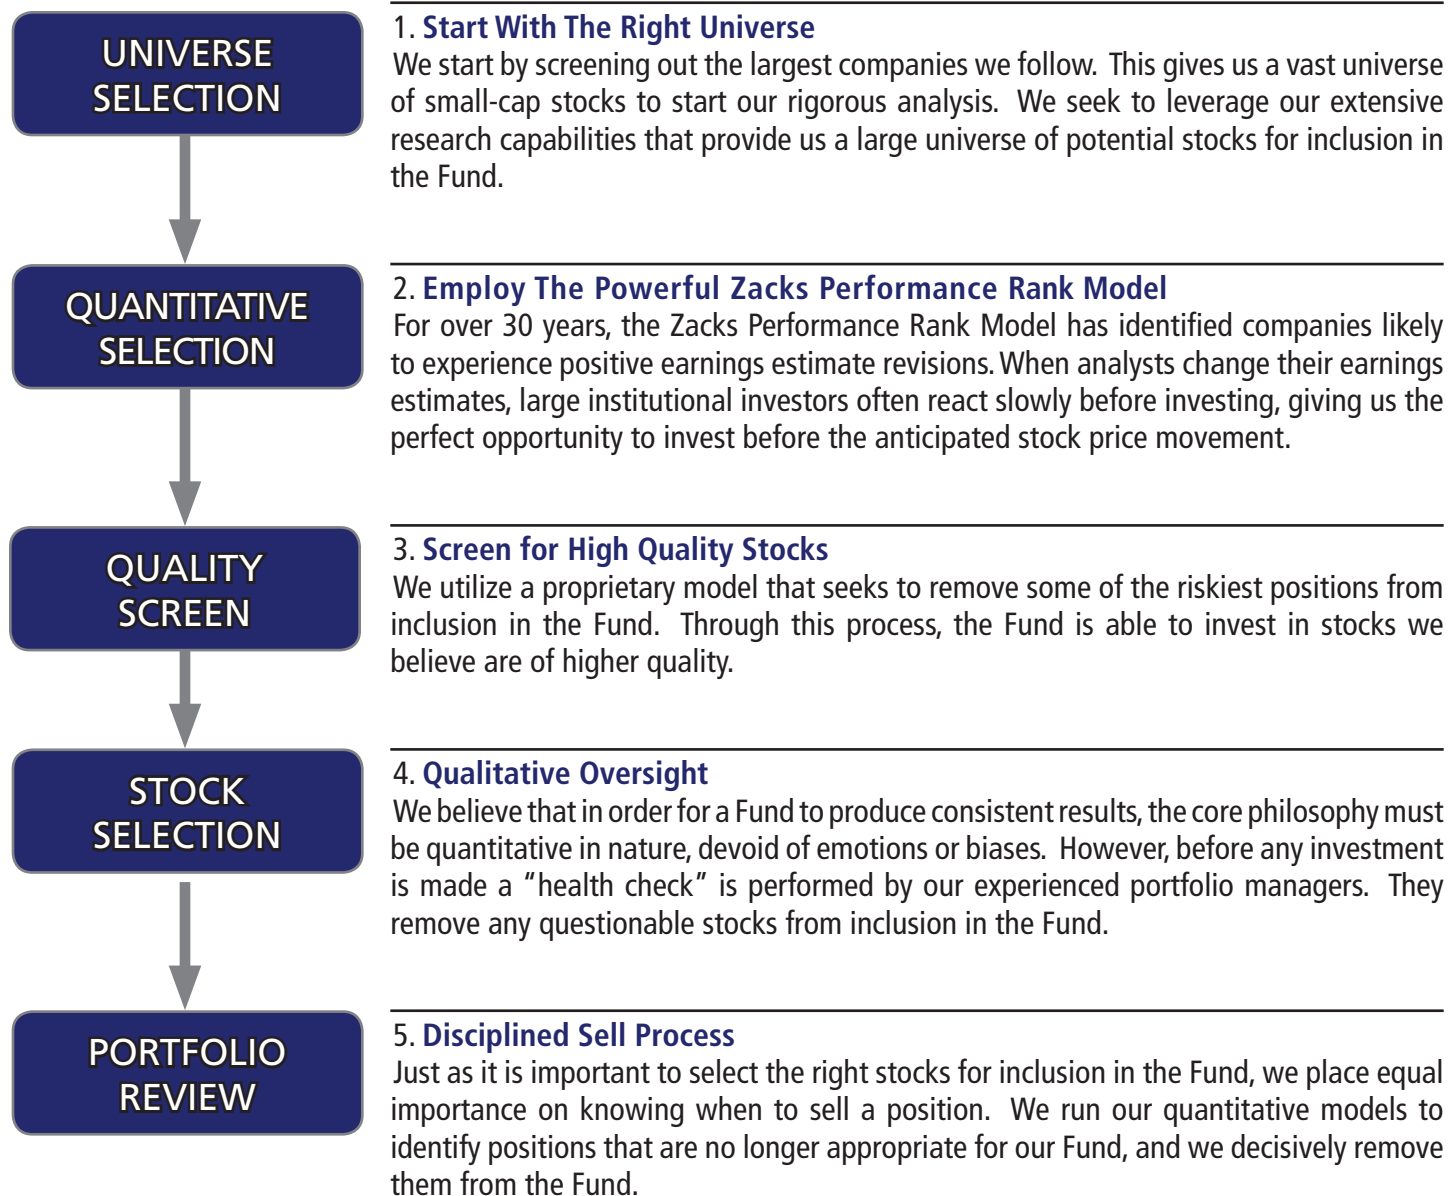 UNIVERSE
SELECTION
1. Start With The Right Universe
We start by screening out the largest companies we follow. This gives us a vast universe
of small-cap stocks to start our rigorous analysis. We seek to leverage our extensive
research capabilities that provide us a large universe of potential stocks for inclusion in
the Fund.
QUANTITATIVE
SELECTION
2. Employ The Powerful Zacks Performance Rank Model
For over 30 years, the Zacks Performance Rank Model has identified companies likely
to experience positive earnings estimate revisions. When analysts change their earnings
estimates, large institutional investors often react slowly before investing, giving us the
perfect opportunity to invest before the anticipated stock price movement.
QUALITY
SCREEN
3. Screen for High Quality Stocks
We utilize a proprietary model that seeks to remove some of the riskiest positions from
inclusion in the Fund. Through this process, the Fund is able to invest in stocks we
believe are of higher quality.
STOCK
SELECTION
4. Qualitative Oversight
We believe that in order for a Fund to produce consistent results, the core philosophy must
be quantitative in nature, devoid of emotions or biases. However, before any investment
is made a “health check” is performed by our experienced portfolio managers. They
remove any questionable stocks from inclusion in the Fund.
PORTFOLIO
REVIEW
5. Disciplined Sell Process
Just as it is important to select the right stocks for inclusion in the Fund, we place equal
importance on knowing when to sell a position. We run our quantitative models to
identify positions that are no longer appropriate for our Fund, and we decisively remove
them from the Fund.